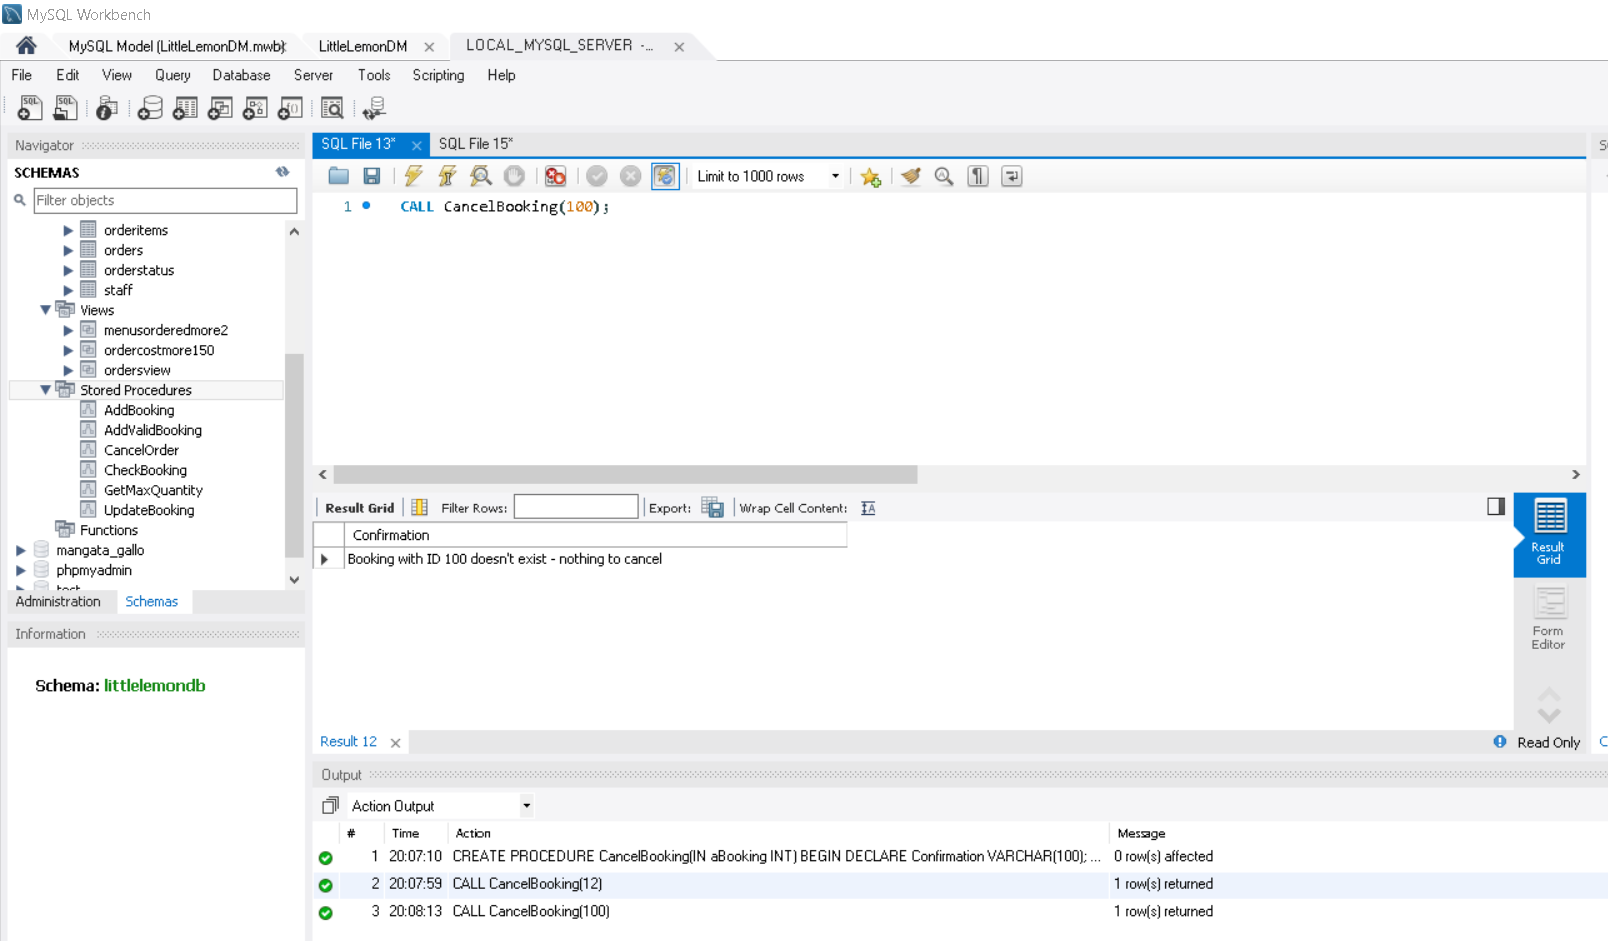 MySQL Workbench
MySQL Model (LittleLemonDM.mwb)
LittleLemonDM
LOCAL_MYSQL_SERVER -...
File Edit View Query Database Server Tools Scripting Help
Navigator
SCHEMAS
Filter objects
orderitems
orders
orderstatus
staff
Views
menusorderedmore2
ordercostmore150
ordersview
Stored Procedures
AddBooking
AddValidBooking
CancelOrder
CheckBooking
GetMaxQuantity
UpdateBooking
Functions
mangata_gallo
phpmyadmin
Administration Schemas
Information
Schema: littlelemondb
SQL File 13* SQL File 15*
Limit to 1000 rows
1 CALL CancelBooking(100);
Result Grid Filter Rows: Export: Wrap Cell Content:
Confirmation
Booking with ID 100 doesn't exist - nothing to cancel
Result
Grid
Form
Editor
Result 12
Read Only
Output
Action Output
# Time Action Message
1 20:07:10 CREATE PROCEDURE CancelBooking(IN aBooking INT) BEGIN DECLARE Confirmation VARCHAR(100); ... 0 row(s) affected
2 20:07:59 CALL CancelBooking(12) 1 row(s) returned
3 20:08:13 CALL CancelBooking(100) 1 row(s) returned